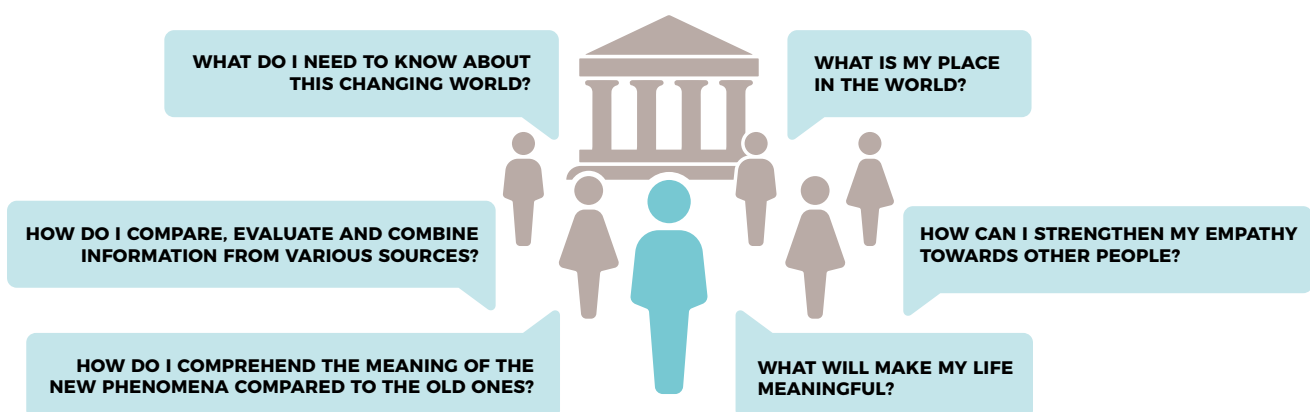 WHAT DO I NEED TO KNOW ABOUT
THIS CHANGING WORLD?
WHAT IS MY PLACE
IN THE WORLD?
HOW DO I COMPARE, EVALUATE AND COMBINE
INFORMATION FROM VARIOUS SOURCES?
HOW CAN I STRENGTHEN MY EMPATHY
TOWARDS OTHER PEOPLE?
HOW DO I COMPREHEND THE MEANING OF THE
NEW PHENOMENA COMPARED TO THE OLD ONES?
WHAT WILL MAKE MY LIFE
MEANINGFUL?